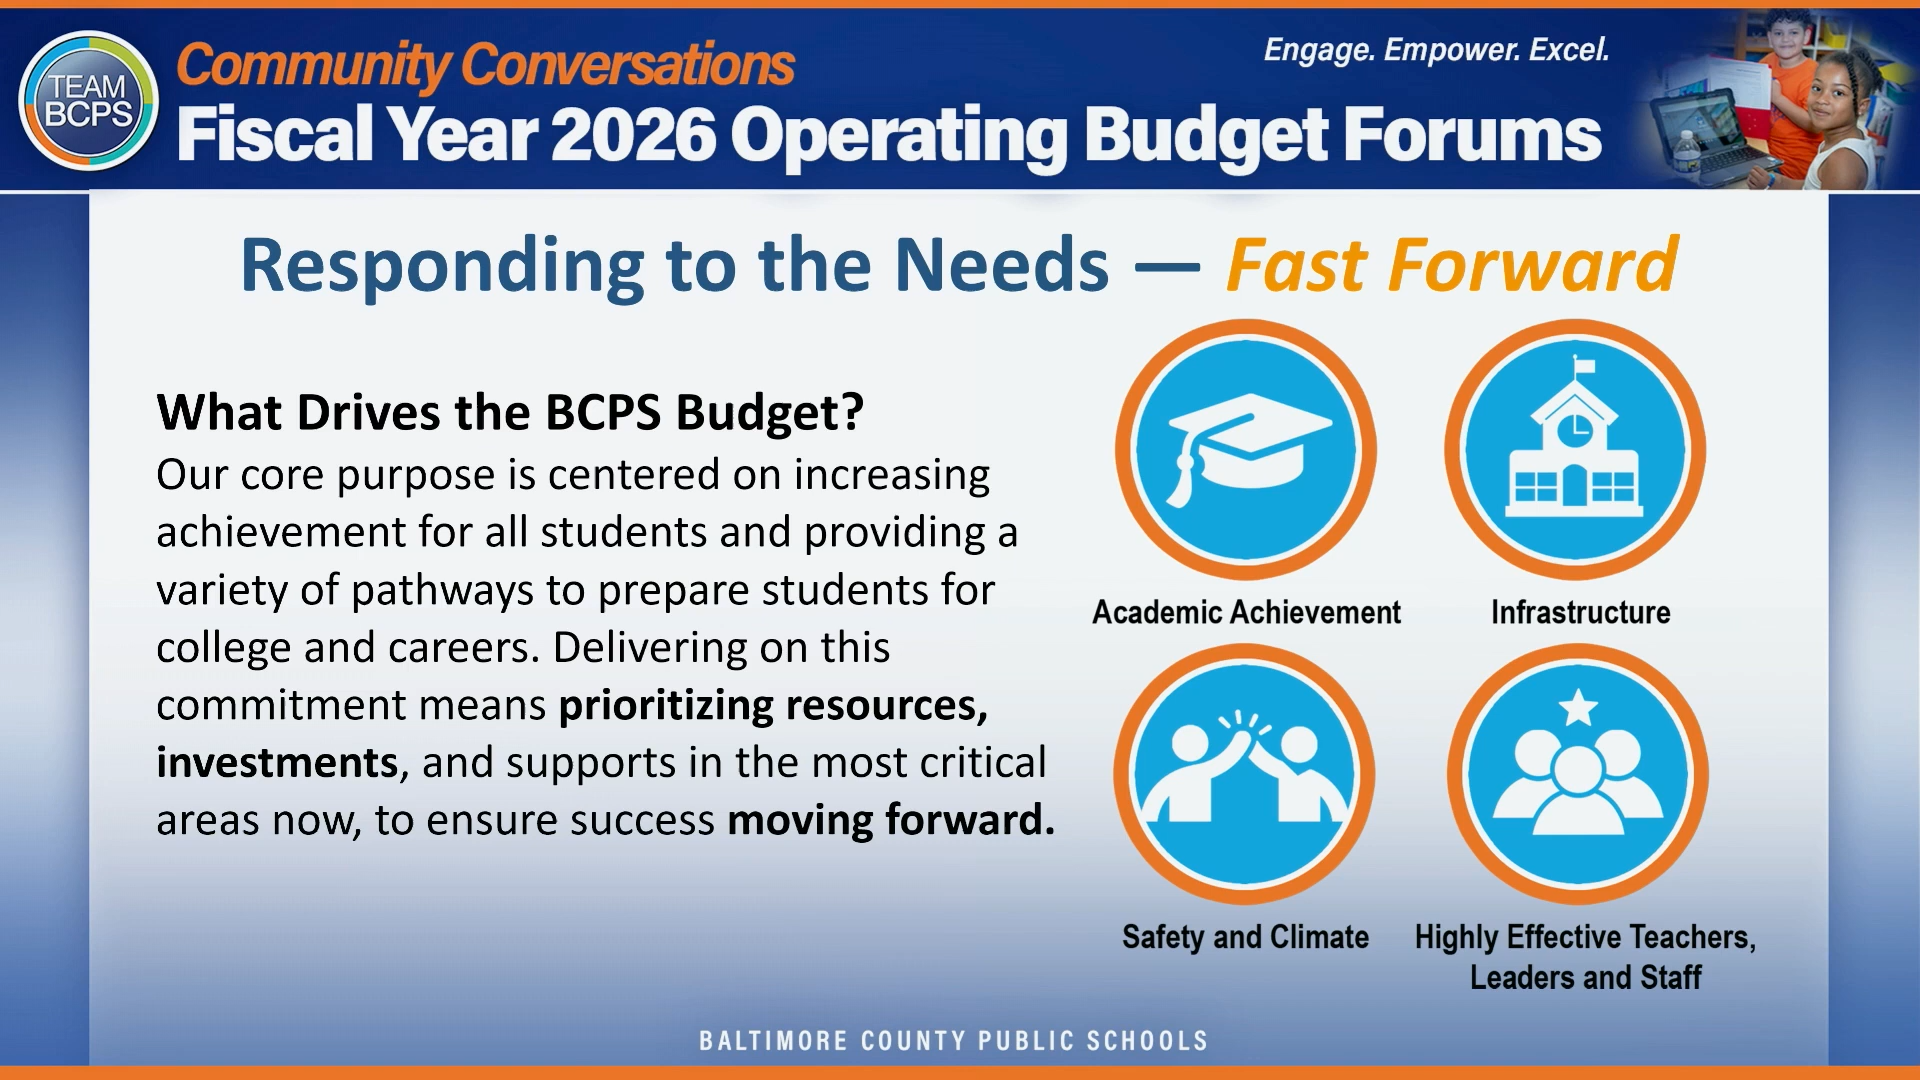 TEAM
BCPS
Community Conversations
Fiscal Year 2026 Operating Budget Forums
Engage. Empower. Excel.
Responding to the Needs — Fast Forward
What Drives the BCPS Budget?
Our core purpose is centered on increasing
achievement for all students and providing a
variety of pathways to prepare students for
college and careers. Delivering on this
commitment means prioritizing resources,
investments, and supports in the most critical
areas now, to ensure success moving forward.
Academic Achievement
Infrastructure
Safety and Climate
Highly Effective Teachers,
Leaders and Staff
BALTIMORE COUNTY PUBLIC SCHOOLS